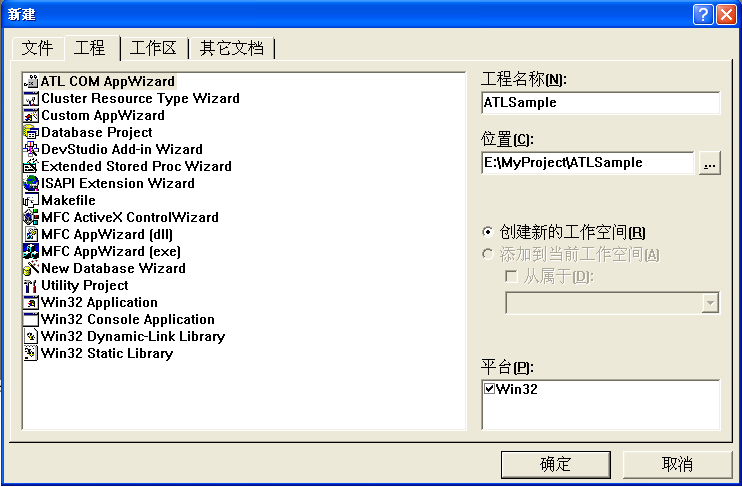 新建
文件 工程 工作区 其它文档
ATL COM AppWizard
Cluster Resource Type Wizard
Custom AppWizard
Database Project
DevStudio Add-in Wizard
Extended Stored Proc Wizard
ISAPI Extension Wizard
Makefile
MFC ActiveX ControlWizard
MFC AppWizard (dll)
MFC AppWizard (exe)
New Database Wizard
Utility Project
Win32 Application
Win32 Console Application
Win32 Dynamic-Link Library
Win32 Static Library
工程名称(N):
ATLSample
位置(C):
E:\MyProject\ATLSample
...
创建新的工作空间(R)
添加到当前工作空间(A)
从属于(D):
平台(P):
Win32
确定 取消